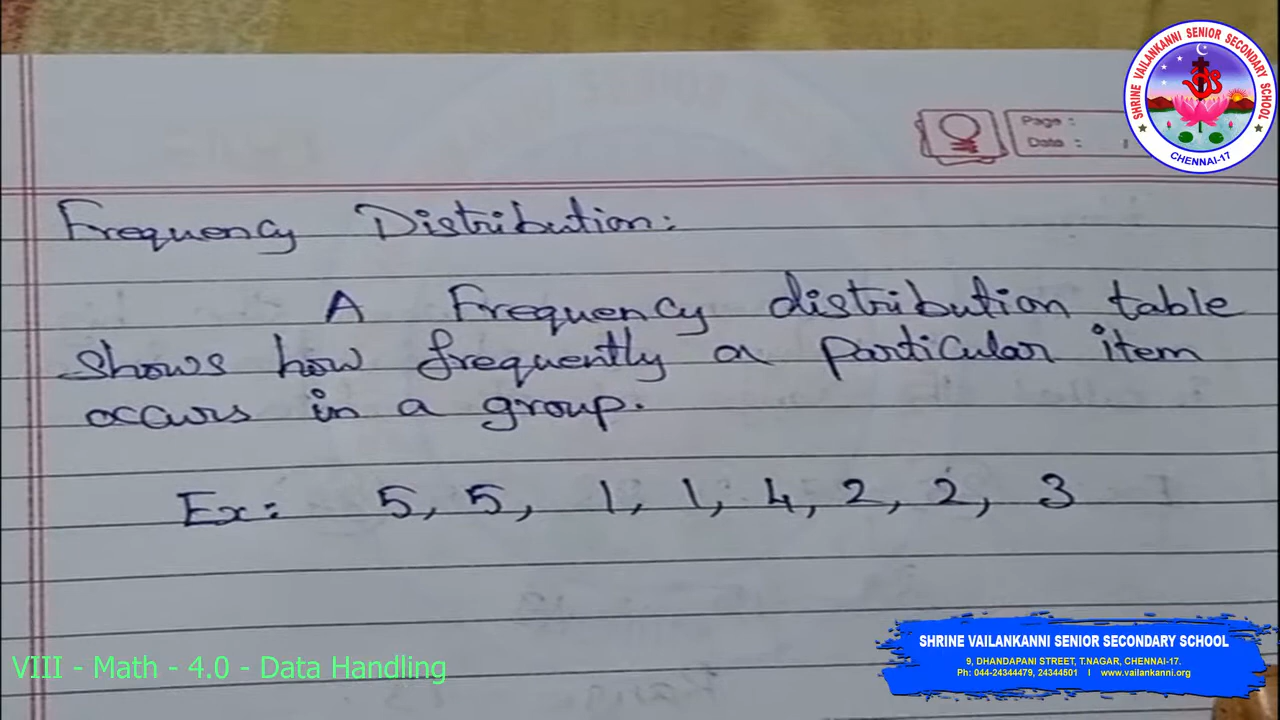 SHRINE VAILANKANNI SENIOR SECONDARY SCHOOL
CHENNAI-17
Page :
Date :
Frequency Distribution:
A Frequency distribution table
shows how frequently a particular item
occurs in a group.
Ex: 5, 5, 1, 1, 4, 2, 2, 3
VIII - Math - 4.0 - Data Handling
SHRINE VAILANKANNI SENIOR SECONDARY SCHOOL
9, DHANDAPANI STREET, T.NAGAR, CHENNAI-17.
Ph: 044-24344479, 24344501 I www.vailankanni.org